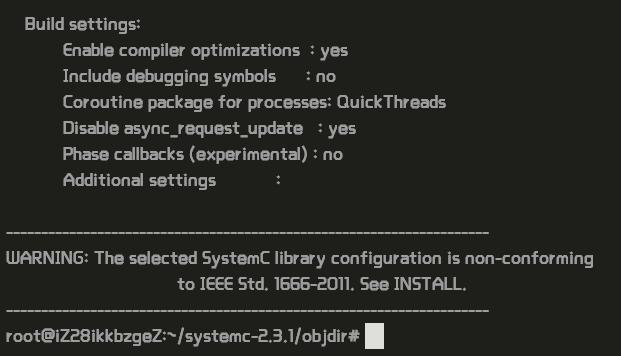 Build settings:
Enable compiler optimizations : yes
Include debugging symbols : no
Coroutine package for processes: QuickThreads
Disable async_request_update : yes
Phase callbacks (experimental) : no
Additional settings :
---------------------------------------------------------------------
WARNING: The selected SystemC library configuration is non-conforming
to IEEE Std. 1666-2011. See INSTALL.
---------------------------------------------------------------------
root@iZ28ikkbzgeZ:~/systemc-2.3.1/objdir#